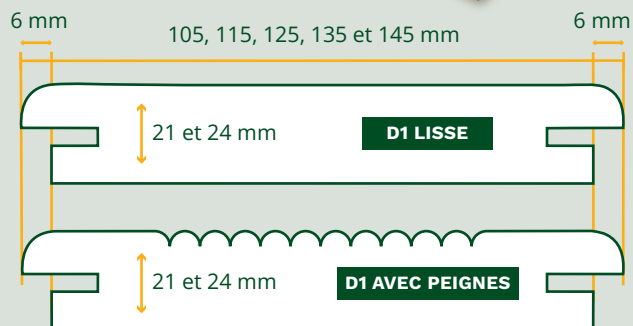 6 mm
105, 115, 125, 135 et 145 mm
6 mm
21 et 24 mm
D1 LISSE
21 et 24 mm
D1 AVEC PEIGNES